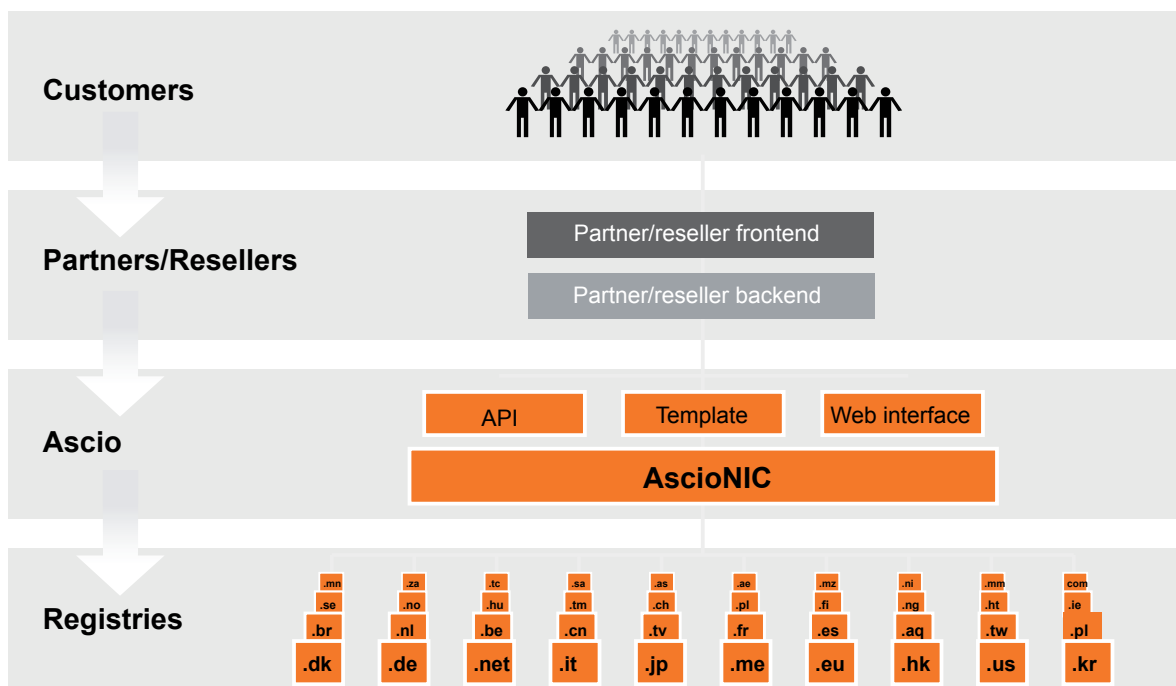 Customers
Partners/Resellers
Partner/reseller frontend
Partner/reseller backend
Ascio
API Template Web interface
AscioNIC
Registries
.mn .za .tc .sa .as .ae .mz .ni .mm com
.se .no .hu .tm .ch .pl .fi .ng .ht .ie
.br .nl .be .cn .tv .fr .es .aq .tw .pl
.dk .de .net .it .jp .me .eu .hk .us .kr